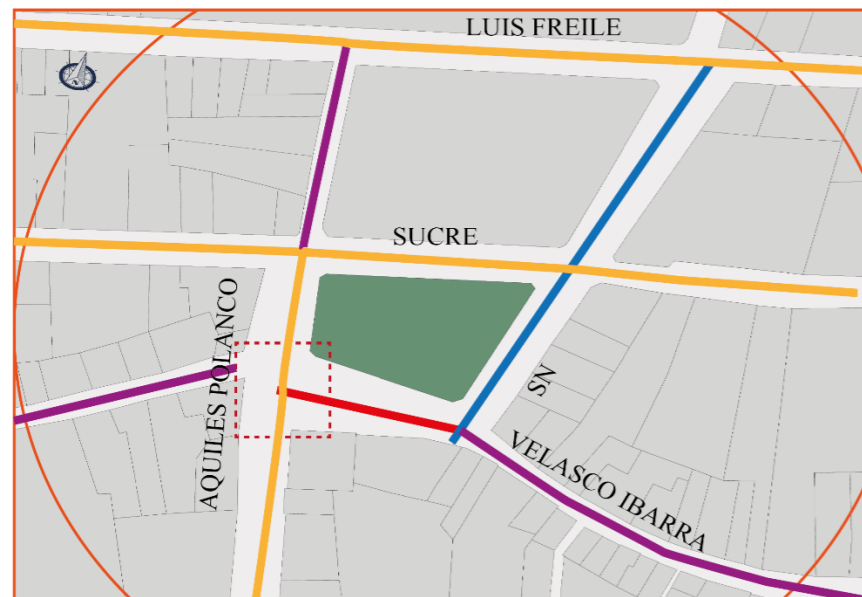 LUIS FREILE
SUCRE
AQUILES POLANCO
SN
VELASCO IBARRA